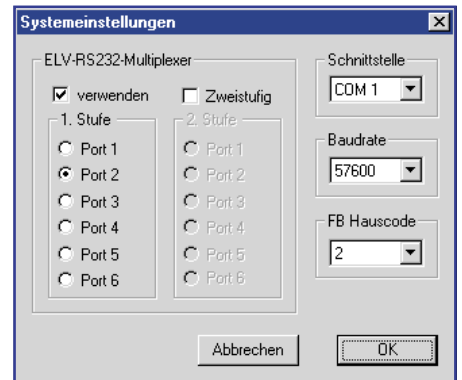 Systemeinstellungen
ELV-RS232-Multiplexer
verwenden
Zweistufig
1. Stufe
Port 1
Port 2
Port 3
Port 4
Port 5
Port 6
2. Stufe
Port 1
Port 2
Port 3
Port 4
Port 5
Port 6
Schnittstelle
COM 1
Baudrate
57600
FB Hauscode
2
Abbrechen
OK